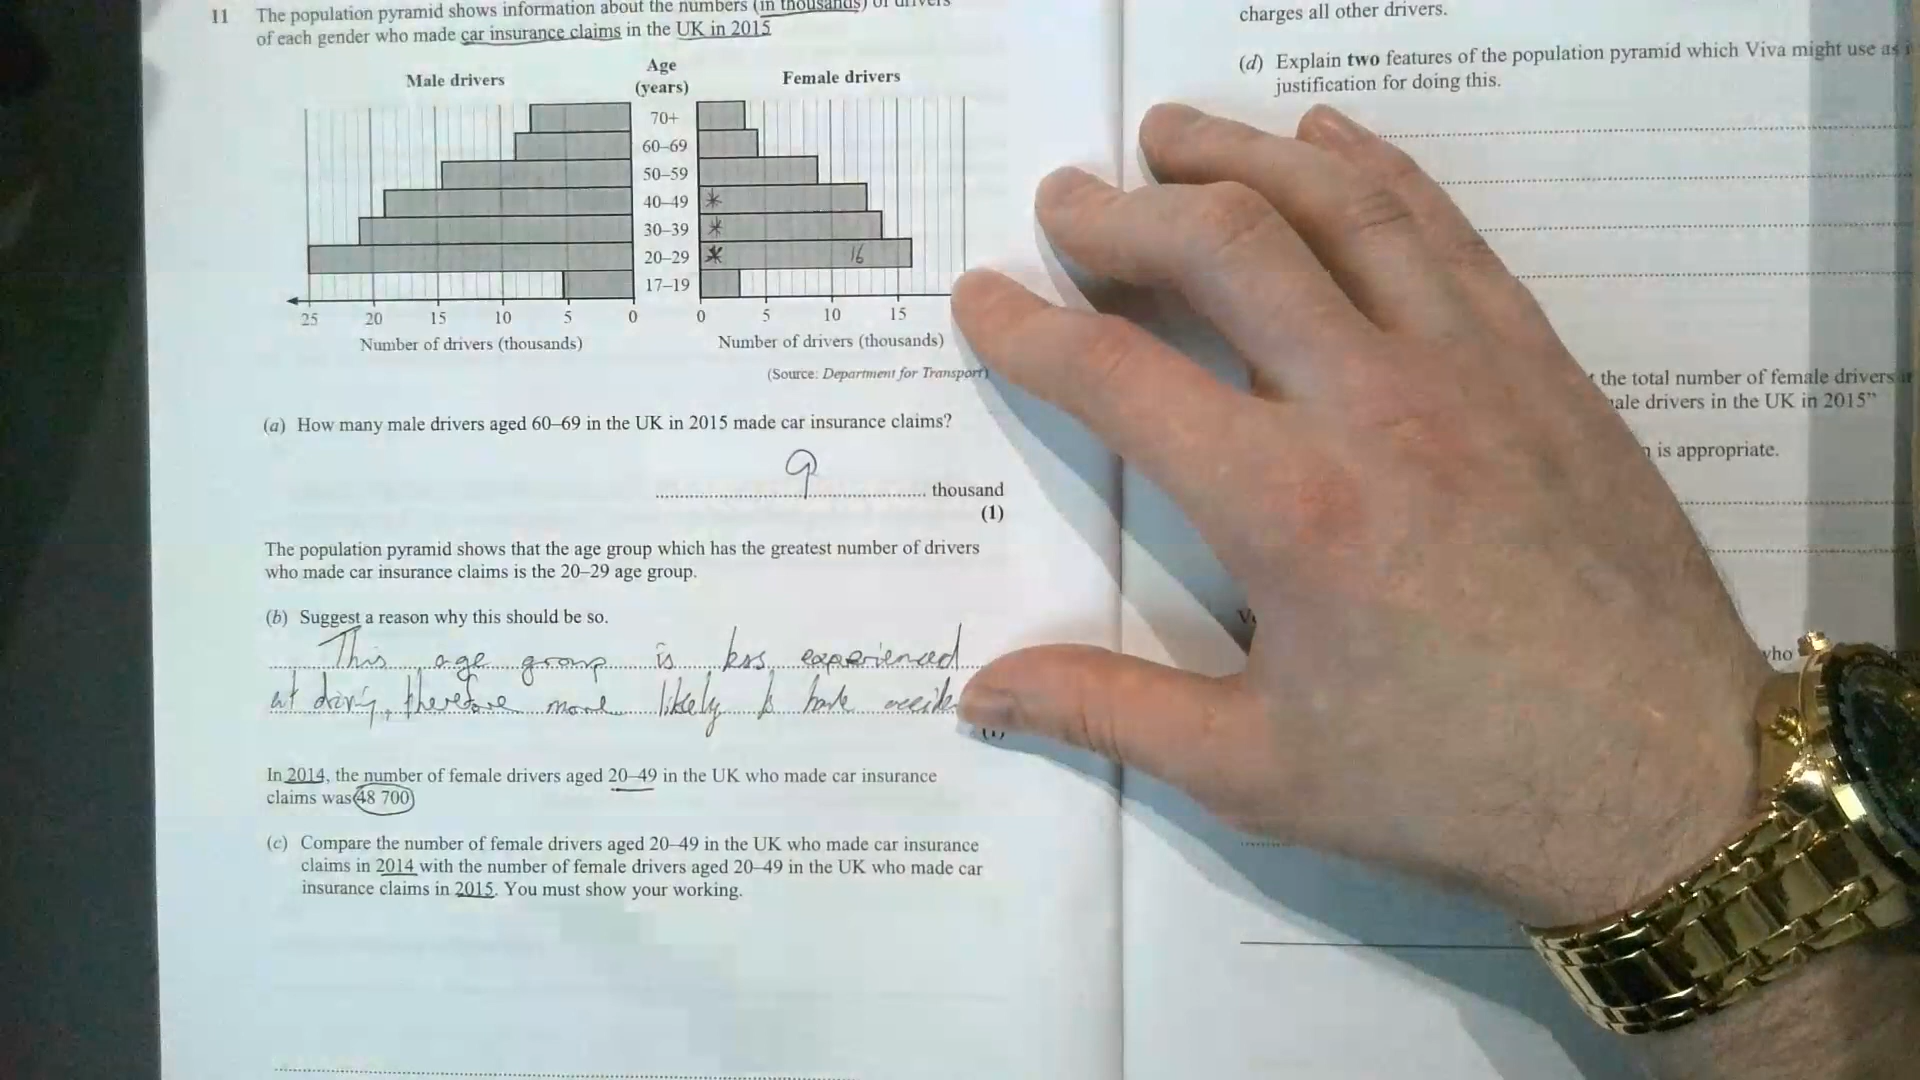 11 The population pyramid shows information about the numbers (in thousands) of drivers
of each gender who made car insurance claims in the UK in 2015
Male drivers
Age
(years)
Female drivers
70+
60–69
50–59
40–49 *
30–39 *
20–29 * 16
17–19
25 20 15 10 5 0
0 5 10 15
Number of drivers (thousands)
Number of drivers (thousands)
(Source: Department for Transport)
(a) How many male drivers aged 60–69 in the UK in 2015 made car insurance claims?
9
thousand
(1)
The population pyramid shows that the age group which has the greatest number of drivers
who made car insurance claims is the 20–29 age group.
(b) Suggest a reason why this should be so.
This age group is less experienced
at driving, therefore more likely to have
In 2014, the number of female drivers aged 20–49 in the UK who made car insurance
claims was 48 700
(c) Compare the number of female drivers aged 20–49 in the UK who made car insurance
claims in 2014 with the number of female drivers aged 20–49 in the UK who made car
insurance claims in 2015. You must show your working.
charges all other drivers.
(d) Explain two features of the population pyramid which Viva might use as
justification for doing this.
the total number of female drivers
drivers in the UK in 2015”
is appropriate.